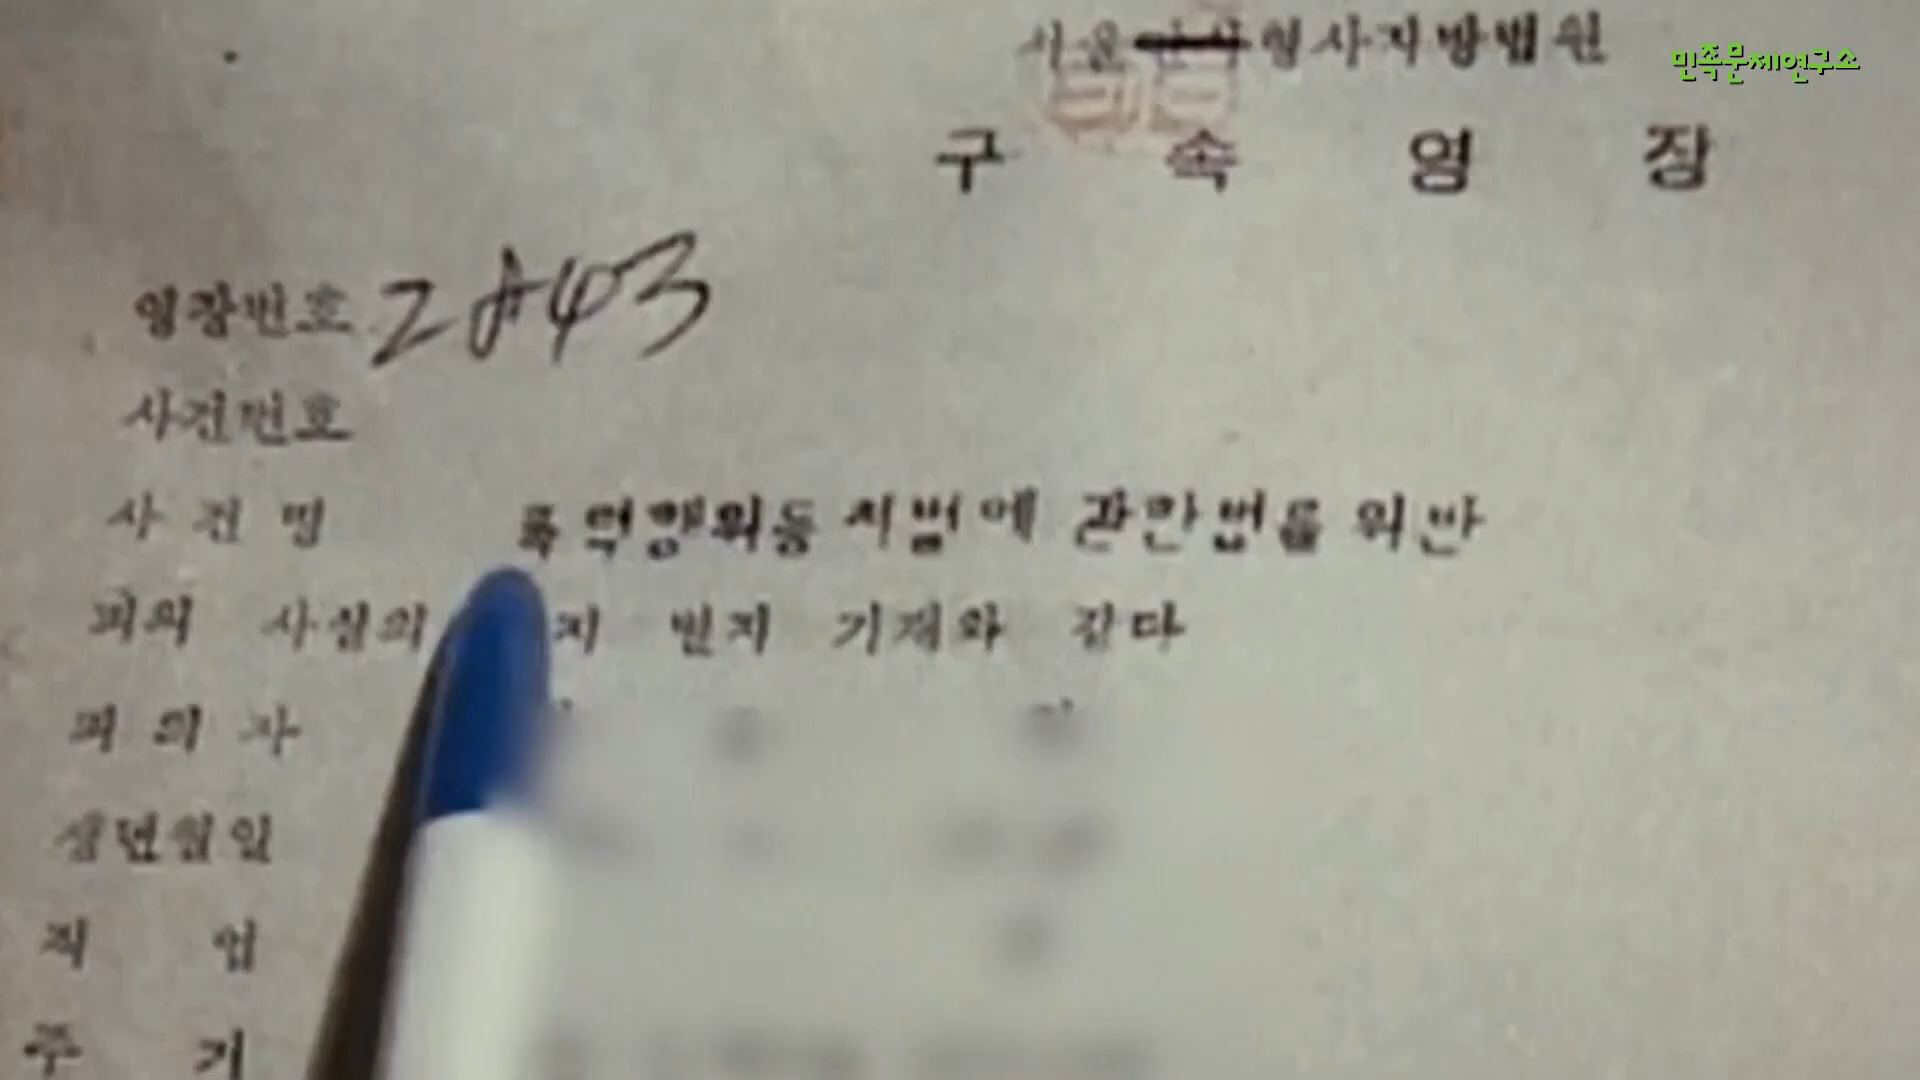 서울형사지방법원
민족문제연구소
구 속 영 장
영장번호 2843
사건번호
사 건 명 폭력행위등 처벌에 관한법률 위반
피의 사실의 지 별지 기재와 같다
피 의 자
생년월일
직 업
주 거